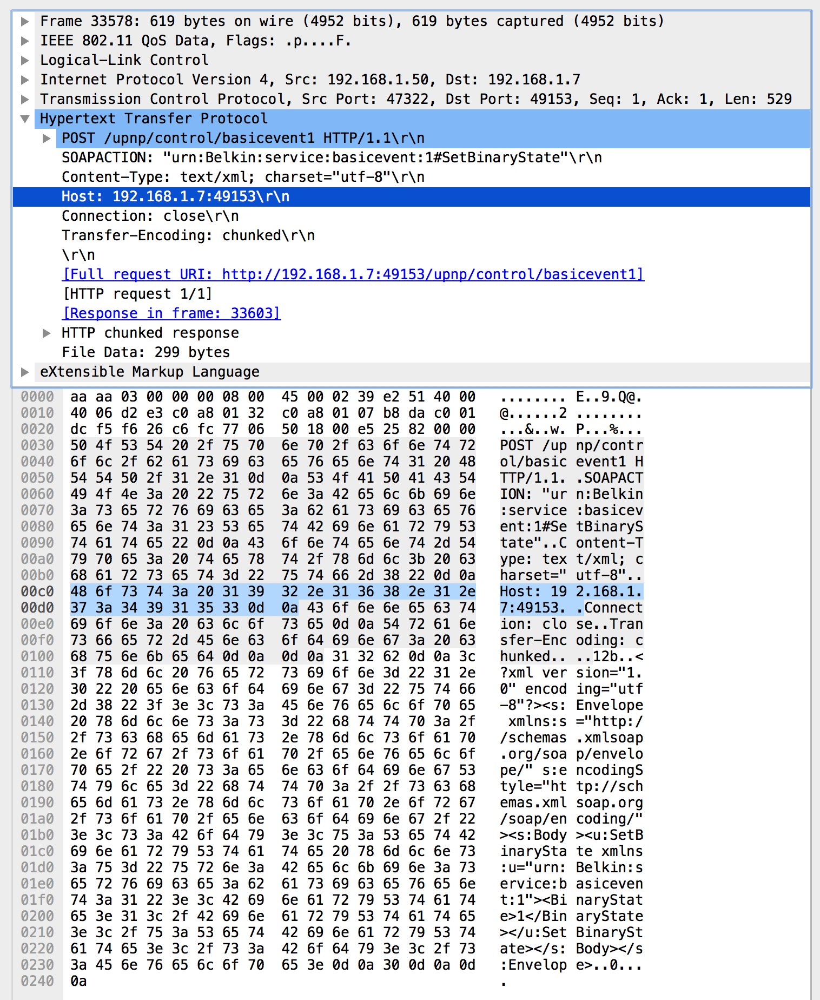 Frame 33578: 619 bytes on wire (4952 bits), 619 bytes captured (4952 bits)
IEEE 802.11 QoS Data, Flags: .p....F.
Logical-Link Control
Internet Protocol Version 4, Src: 192.168.1.50, Dst: 192.168.1.7
Transmission Control Protocol, Src Port: 47322, Dst Port: 49153, Seq: 1, Ack: 1, Len: 529
Hypertext Transfer Protocol
POST /upnp/control/basicevent1 HTTP/1.1\r\n
SOAPACTION: "urn:Belkin:service:basicevent:1#SetBinaryState"\r\n
Content-Type: text/xml; charset="utf-8"\r\n
Host: 192.168.1.7:49153\r\n
Connection: close\r\n
Transfer-Encoding: chunked\r\n
\r\n
[Full request URI: http://192.168.1.7:49153/upnp/control/basicevent1]
[HTTP request 1/1]
[Response in frame: 33603]
HTTP chunked response
File Data: 299 bytes
eXtensible Markup Language
0000 aa aa 03 00 00 00 08 00 45 00 02 39 e2 51 40 00 ........ E..9.Q@.
0010 40 06 d2 e3 c0 a8 01 32 c0 a8 01 07 b8 da c0 01 @......2 ........
0020 dc f5 f6 26 c6 fc 77 06 50 18 00 e5 25 82 00 00 ...&..w. P...%...
0030 50 4f 53 54 20 2f 75 70 6e 70 2f 63 6f 6e 74 72 POST /up np/contr
0040 6f 6c 2f 62 61 73 69 63 65 76 65 6e 74 31 20 48 ol/basic event1 H
0050 54 54 50 2f 31 2e 31 0d 0a 53 4f 41 50 41 43 54 TTP/1.1. .SOAPACT
0060 49 4f 4e 3a 20 22 75 72 6e 3a 42 65 6c 6b 69 6e ION: "ur n:Belkin
0070 3a 73 65 72 76 69 63 65 3a 62 61 73 69 63 65 76 :service :basicev
0080 65 6e 74 3a 31 23 53 65 74 42 69 6e 61 72 79 53 ent:1#Se tBinaryS
0090 74 61 74 65 22 0d 0a 43 6f 6e 74 65 6e 74 2d 54 tate"..C ontent-T
00a0 79 70 65 3a 20 74 65 78 74 2f 78 6d 6c 3b 20 63 ype: tex t/xml; c
00b0 68 61 72 73 65 74 3d 22 75 74 66 2d 38 22 0d 0a harset=" utf-8"..
00c0 48 6f 73 74 3a 20 31 39 32 2e 31 36 38 2e 31 2e Host: 19 2.168.1.
00d0 37 3a 34 39 31 35 33 0d 0a 43 6f 6e 6e 65 63 74 7:49153. .Connect
00e0 69 6f 6e 3a 20 63 6c 6f 73 65 0d 0a 54 72 61 6e ion: clo se..Tran
00f0 73 66 65 72 2d 45 6e 63 6f 64 69 6e 67 3a 20 63 sfer-Enc oding: c
0100 68 75 6e 6b 65 64 0d 0a 0d 0a 31 32 62 0d 0a 3c hunked.. ..12b..<
0110 3f 78 6d 6c 20 76 65 72 73 69 6f 6e 3d 22 31 2e ?xml ver sion="1.
0120 30 22 20 65 6e 63 6f 64 69 6e 67 3d 22 75 74 66 0" encod ing="utf
0130 2d 38 22 3f 3e 3c 73 3a 45 6e 76 65 6c 6f 70 65 -8"?><s: Envelope
0140 20 78 6d 6c 6e 73 3a 73 3d 22 68 74 74 70 3a 2f xmlns:s ="http:/
0150 2f 73 63 68 65 6d 61 73 2e 78 6d 6c 73 6f 61 70 /schemas .xmlsoap
0160 2e 6f 72 67 2f 73 6f 61 70 2f 65 6e 76 65 6c 6f .org/soa p/envelo
0170 70 65 2f 22 20 73 3a 65 6e 63 6f 64 69 6e 67 53 pe/" s:e ncodingS
0180 74 79 6c 65 3d 22 68 74 74 70 3a 2f 2f 73 63 68 tyle="ht tp://sch
0190 65 6d 61 73 2e 78 6d 6c 73 6f 61 70 2e 6f 72 67 emas.xml soap.org
01a0 2f 73 6f 61 70 2f 65 6e 63 6f 64 69 6e 67 2f 22 /soap/en coding/"
01b0 3e 3c 73 3a 42 6f 64 79 3e 3c 75 3a 53 65 74 42 ><s:Body ><u:SetB
01c0 69 6e 61 72 79 53 74 61 74 65 20 78 6d 6c 6e 73 inarySta te xmlns
01d0 3a 75 3d 22 75 72 6e 3a 42 65 6c 6b 69 6e 3a 73 :u="urn: Belkin:s
01e0 65 72 76 69 63 65 3a 62 61 73 69 63 65 76 65 6e ervice:b asiceven
01f0 74 3a 31 22 3e 3c 42 69 6e 61 72 79 53 74 61 74 t:1"><Bi naryStat
0200 65 3e 31 3c 2f 42 69 6e 61 72 79 53 74 61 74 65 e>1</Bin aryState
0210 3e 3c 2f 75 3a 53 65 74 42 69 6e 61 72 79 53 74 ></u:Set BinarySt
0220 61 74 65 3e 3c 2f 73 3a 42 6f 64 79 3e 3c 2f 73 ate></s: Body></s
0230 3a 45 6e 76 65 6c 6f 70 65 3e 0d 0a 30 0d 0a 0d :Envelop e>..0...
0240 0a .